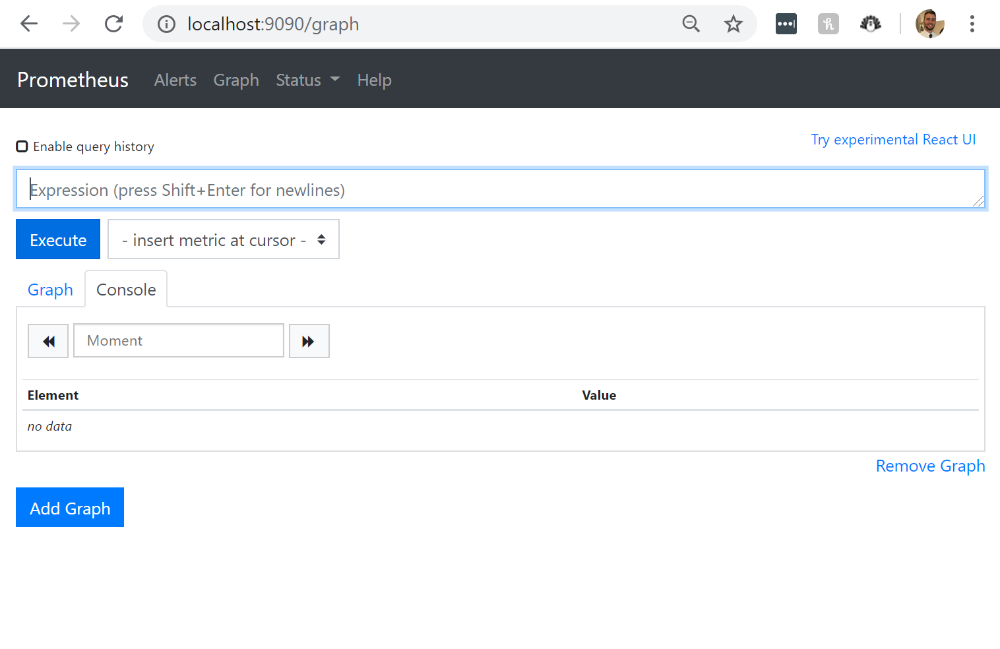 localhost:9090/graph
Prometheus Alerts Graph Status Help
Enable query history
Try experimental React UI
Expression (press Shift+Enter for newlines)
Execute - insert metric at cursor -
Graph Console
Moment
Element Value
no data
Remove Graph
Add Graph